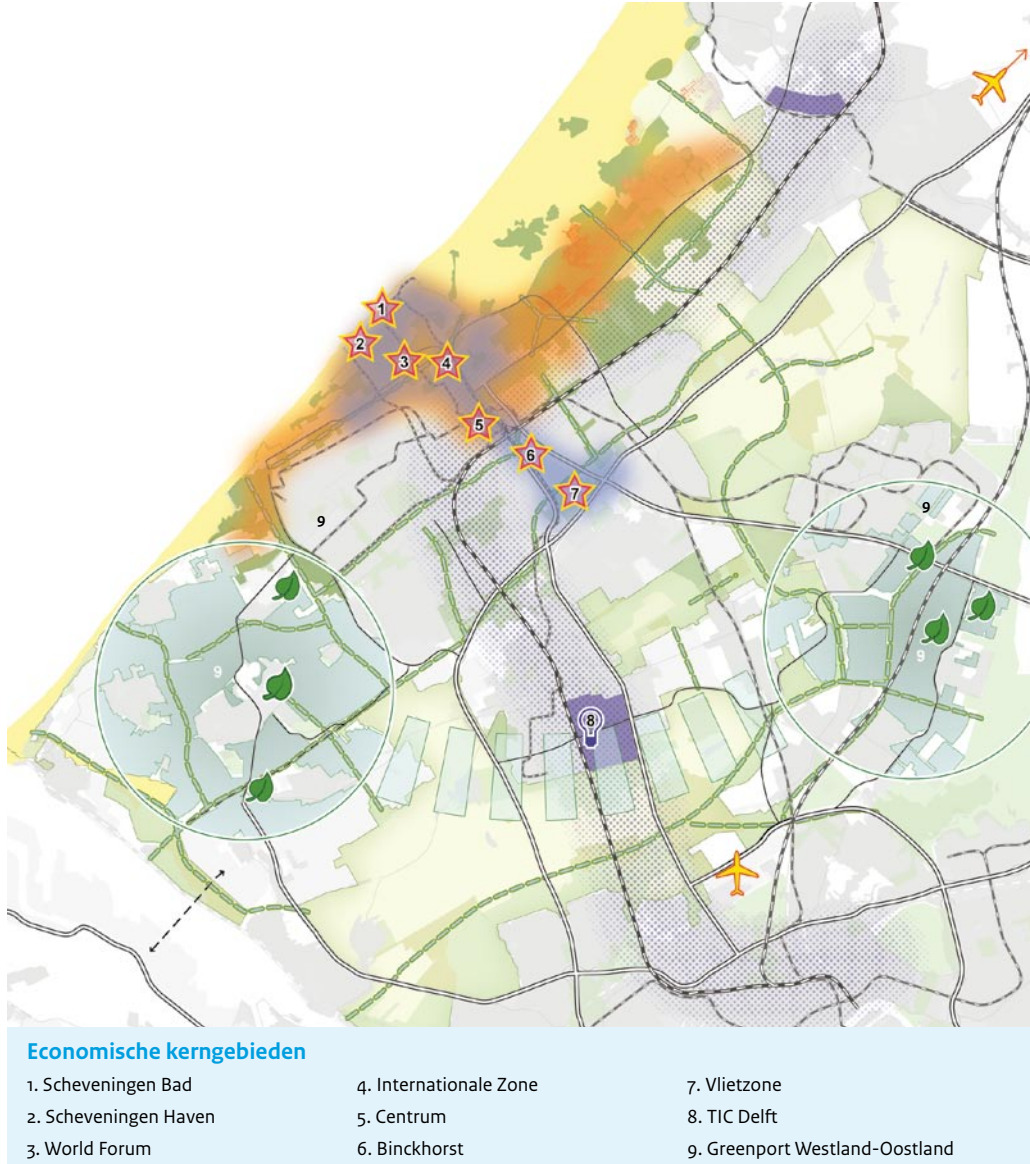 1
2
3
4
5
6
7
9
9
9
9
8
Economische kerngebieden
1. Scheveningen Bad
2. Scheveningen Haven
3. World Forum
4. Internationale Zone
5. Centrum
6. Binckhorst
7. Vlietzone
8. TIC Delft
9. Greenport Westland-Oostland